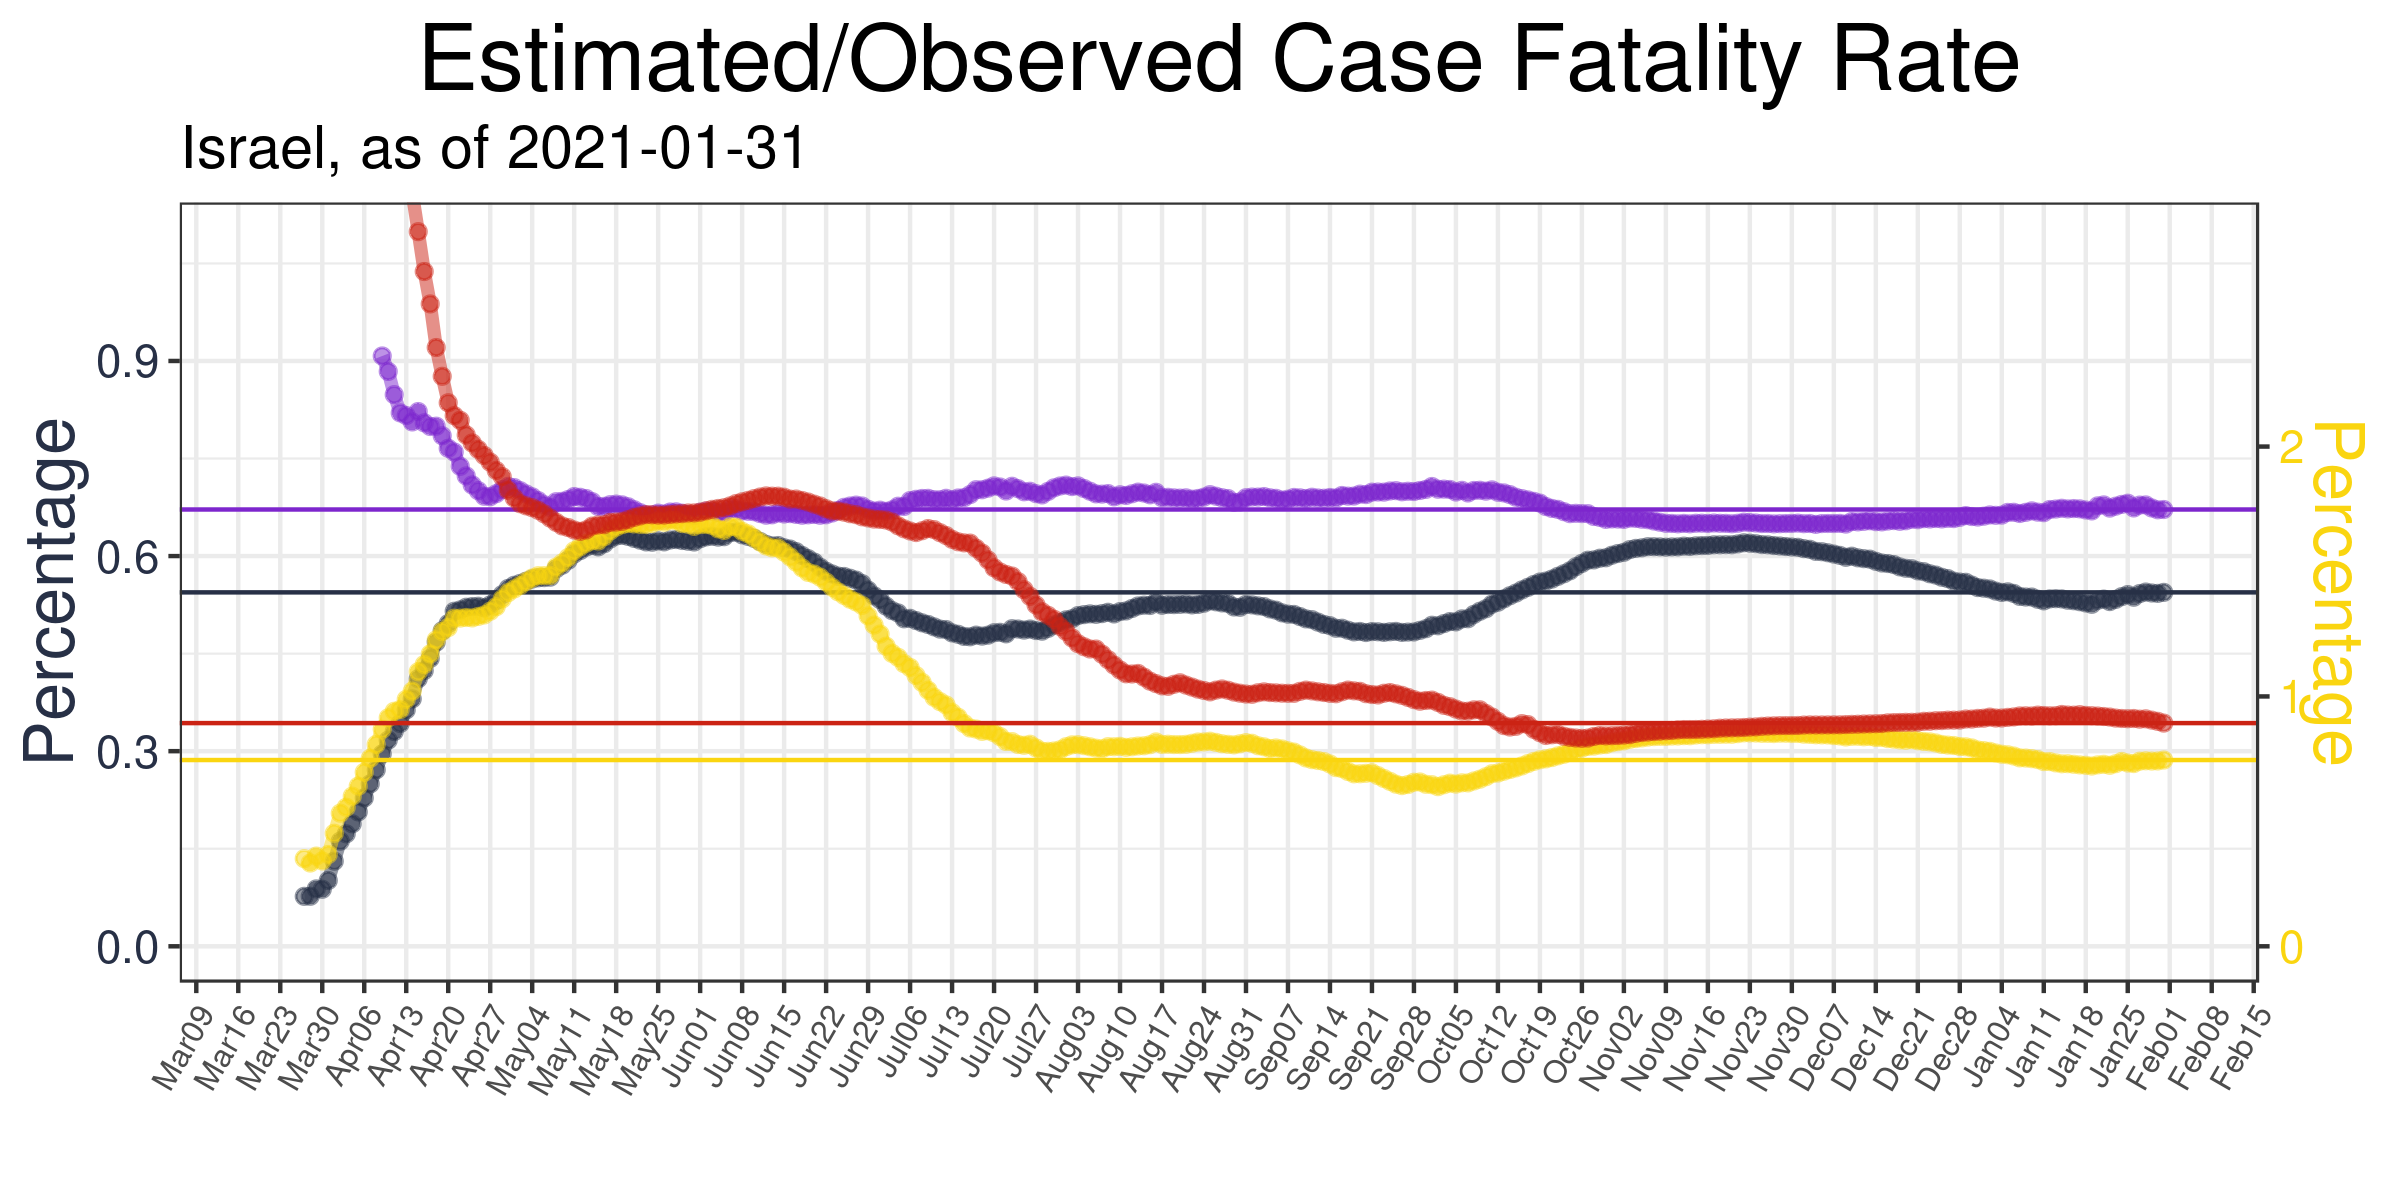 Estimated/Observed Case Fatality Rate
Israel, as of 2021-01-31
Percentage
0.9
0.6
0.3
0.0
2
1
0
Percentage
Mar09 Mar16 Mar23 Mar30 Apr06 Apr13 Apr20 Apr27 May04 May11 May18 May25 Jun01 Jun08 Jun15 Jun22 Jun29 Jul06 Jul13 Jul20 Jul27 Aug03 Aug10 Aug17 Aug24 Aug31 Sep07 Sep14 Sep21 Sep28 Oct05 Oct12 Oct19 Oct26 Nov02 Nov09 Nov16 Nov23 Nov30 Dec07 Dec14 Dec21 Dec28 Jan04 Jan11 Jan18 Jan25 Feb01 Feb08 Feb15